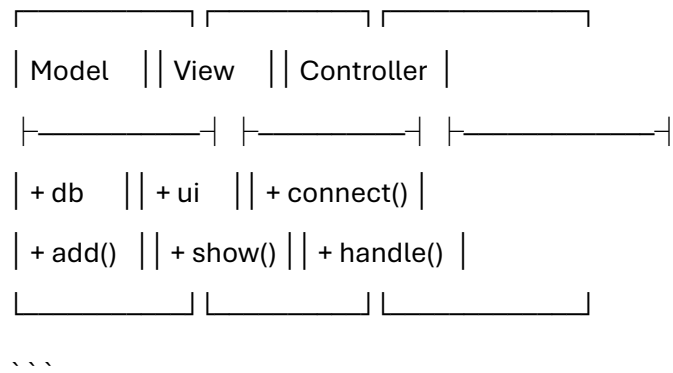 ┌──────────┐┌──────────┐┌────────────┐
│ Model ││ View ││ Controller │
├──────────┤ ├─────────┤ ├────────────┤
│ + db ││ + ui ││ + connect() │
│ + add() ││ + show() ││ + handle() │
└──────────┘└──────────┘└────────────┘
```